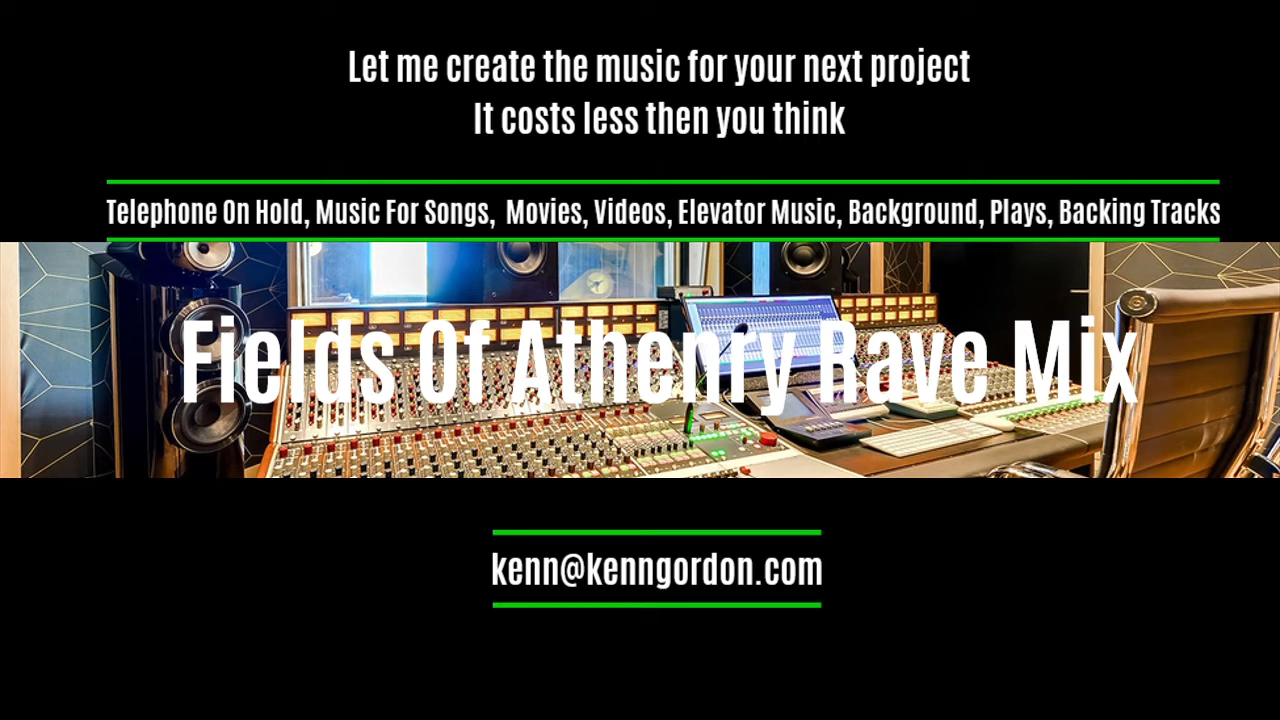 Let me create the music for your next project
It costs less then you think
Telephone On Hold, Music For Songs,  Movies, Videos, Elevator Music, Background, Plays, Backing Tracks
Fields Of Athenry Rave Mix
kenn@kenngordon.com